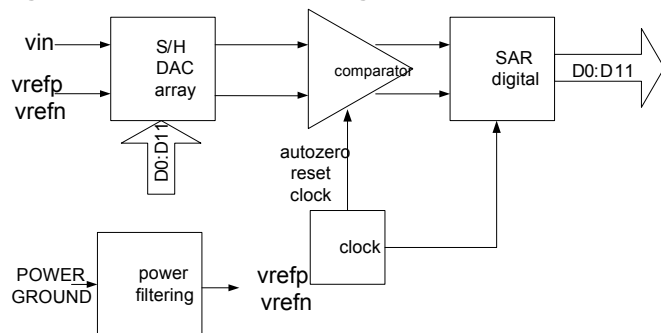 vin
vrefp
vrefn
S/H
DAC
array
D0:D11
comparator
SAR
digital
D0:D11
autozero
reset
clock
clock
POWER
GROUND
power
filtering
vrefp
vrefn